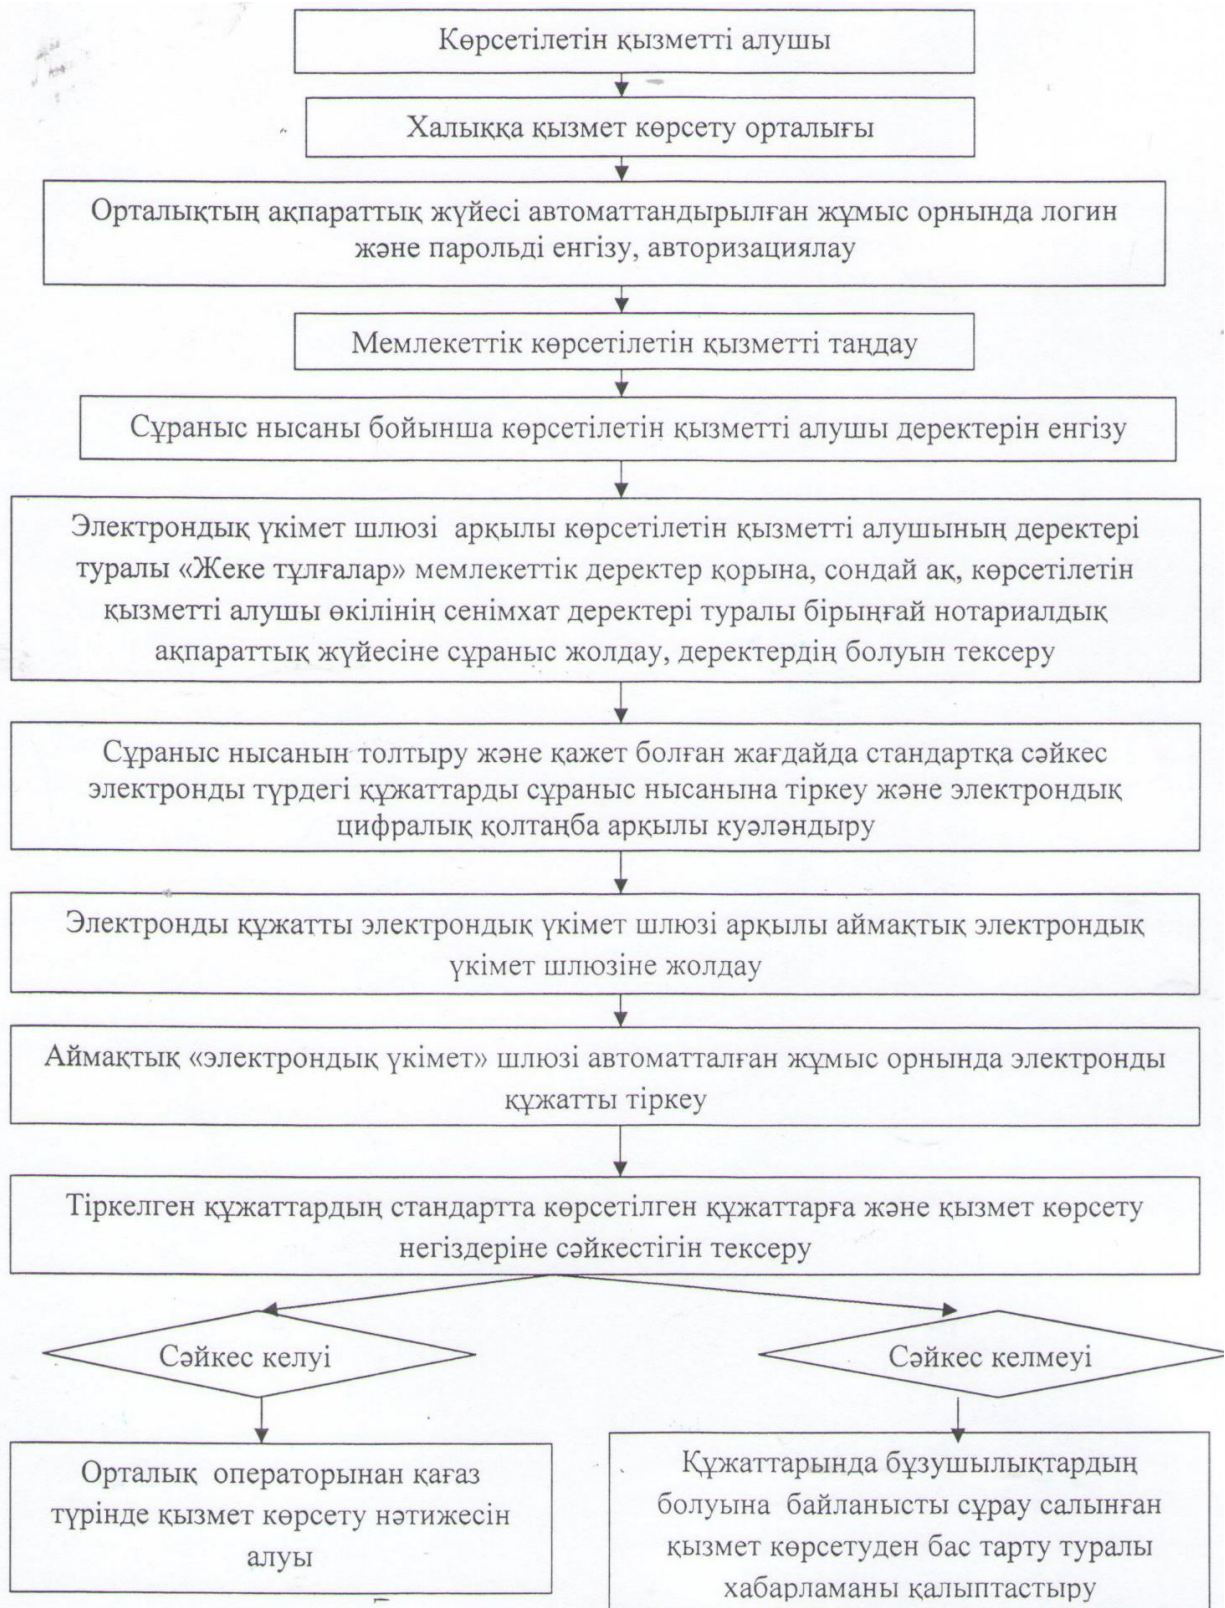 Көрсетілетін қызметті алушы
Халыққа қызмет көрсету орталығы
Орталықтың ақпараттық жүйесі автоматтандырылған жұмыс орнында логин
және парольді енгізу, авторизациялау
Мемлекеттік көрсетілетін қызметті таңдау
Сұраныс нысаны бойынша көрсетілетін қызметті алушы деректерін енгізу
Электрондық үкімет шлюзі арқылы көрсетілетін қызметті алушының деректері
туралы «Жеке тұлғалар» мемлекеттік деректер қорына, сондай ақ, көрсетілетін
қызметті алушы өкілінің сенімхат деректері туралы бірыңғай нотариалдық
ақпараттық жүйесіне сұраныс жолдау, деректердің болуын тексеру
Сұраныс нысанын толтыру және қажет болған жағдайда стандартқа сәйкес
электронды түрдегі құжаттарды сұраныс нысанына тіркеу және электрондық
цифралық қолтаңба арқылы куәландыру
Электронды құжатты электрондық үкімет шлюзі арқылы аймақтық электрондық
үкімет шлюзіне жолдау
Аймақтық «электрондық үкімет» шлюзі автоматталған жұмыс орнында электронды
құжатты тіркеу
Тіркелген құжаттардың стандартта көрсетілген құжаттарға және қызмет көрсету
негіздеріне сәйкестігін тексеру
Сәйкес келуі
Сәйкес келмеуі
Орталық операторынан қағаз
түрінде қызмет көрсету нәтижесін
алуы
Құжаттарында бұзушылықтардың
болуына байланысты сұрау салынған
қызмет көрсетуден бас тарту туралы
хабарламаны қалыптастыру